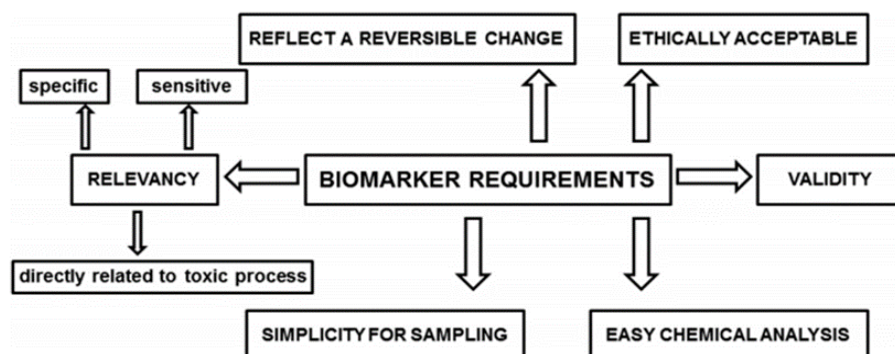 REFLECT A REVERSIBLE CHANGE
ETHICALLY ACCEPTABLE
specific
sensitive
RELEVANCY
BIOMARKER REQUIREMENTS
VALIDITY
directly related to toxic process
SIMPLICITY FOR SAMPLING
EASY CHEMICAL ANALYSIS